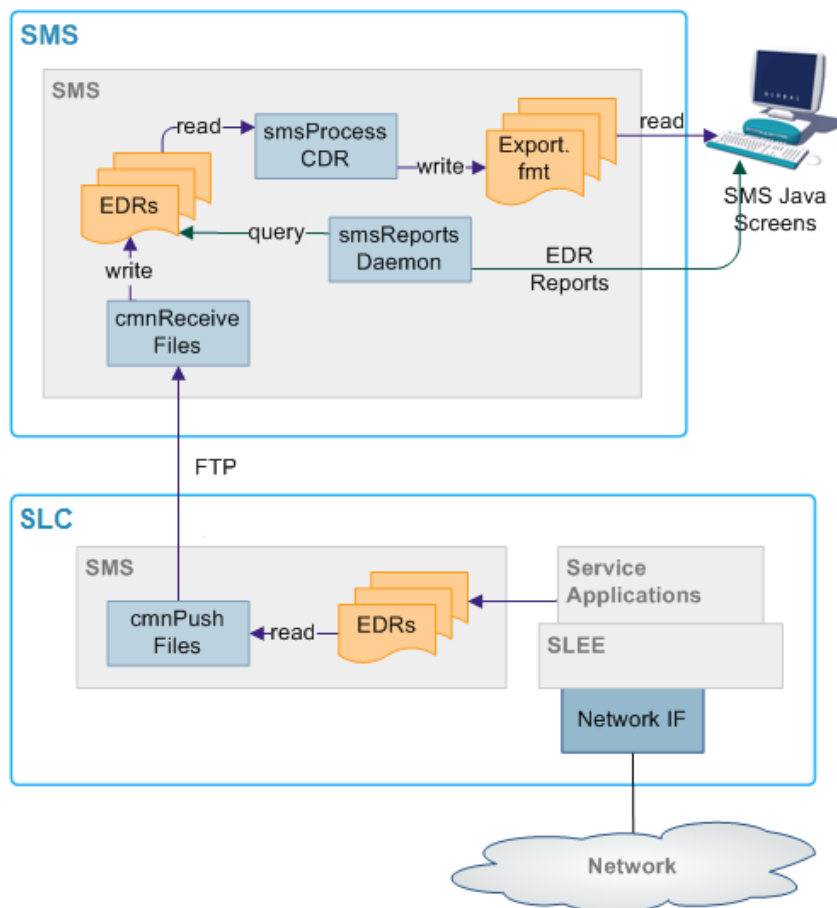 SMS
SMS
read
smsProcess
CDR
write
Export.
fmt
read
GLOBAL
SMS Java
Screens
EDRs
query
smsReports
Daemon
EDR
Reports
write
cmnReceive
Files
FTP
SLC
SMS
cmnPush
Files
read
EDRs
Service
Applications
SLEE
Network IF
Network